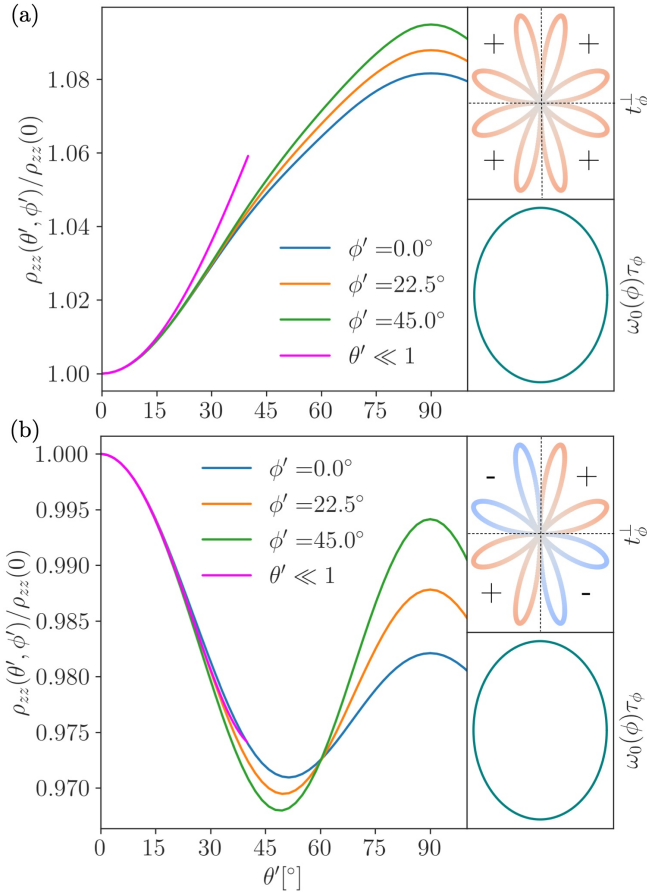 (a)
ρzz(θ′, ϕ′)/ρzz(0)
1.08
1.06
1.04
1.02
1.00
ϕ′ =0.0°
ϕ′ =22.5°
ϕ′ =45.0°
θ′ ≪ 1
0 15 30 45 60 75 90
+ +
+ +
t⊥ϕ
ω0(ϕ)τϕ
(b)
ρzz(θ′, ϕ′)/ρzz(0)
1.000
0.995
0.990
0.985
0.980
0.975
0.970
ϕ′ =0.0°
ϕ′ =22.5°
ϕ′ =45.0°
θ′ ≪ 1
0 15 30 45 60 75 90
θ′[°]
- +
+ -
t⊥ϕ
ω0(ϕ)τϕ